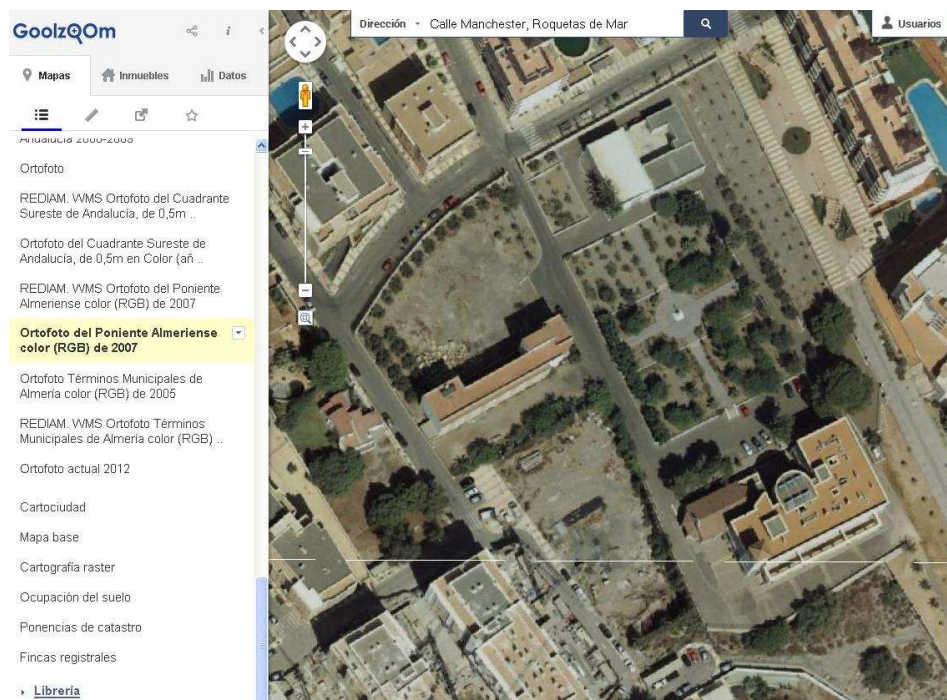 GoolzOOm
Dirección Calle Manchester, Roquetas de Mar
Usuarios
Mapas Inmuebles Datos
Andalucía 2008-2009
Ortofoto
REDIAM. WMS Ortofoto del Cuadrante
Sureste de Andalucía, de 0,5m ..
Ortofoto del Cuadrante Sureste de
Andalucía, de 0,5m en Color (añ ..
REDIAM. WMS Ortofoto del Poniente
Almeriense color (RGB) de 2007
Ortofoto del Poniente Almeriense
color (RGB) de 2007
Ortofoto Términos Municipales de
Almería color (RGB) de 2005
REDIAM. WMS Ortofoto Términos
Municipales de Almería color (RGB) ..
Ortofoto actual 2012
Cartociudad
Mapa base
Cartografía raster
Ocupación del suelo
Ponencias de catastro
Fincas registrales
Librería